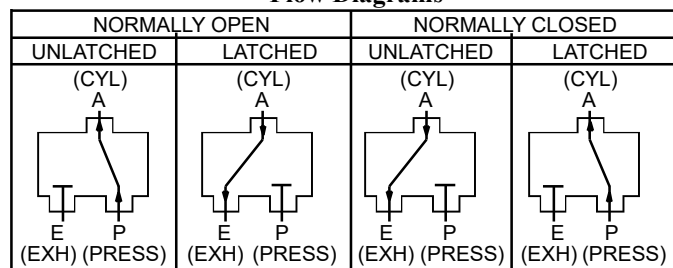 Flow Diagrams
NORMALLY OPEN NORMALLY CLOSED
UNLATCHED LATCHED UNLATCHED LATCHED
(CYL) (CYL) (CYL) (CYL)
A A A A
E P E P E P E P
(EXH) (PRESS) (EXH) (PRESS) (EXH) (PRESS) (EXH) (PRESS)